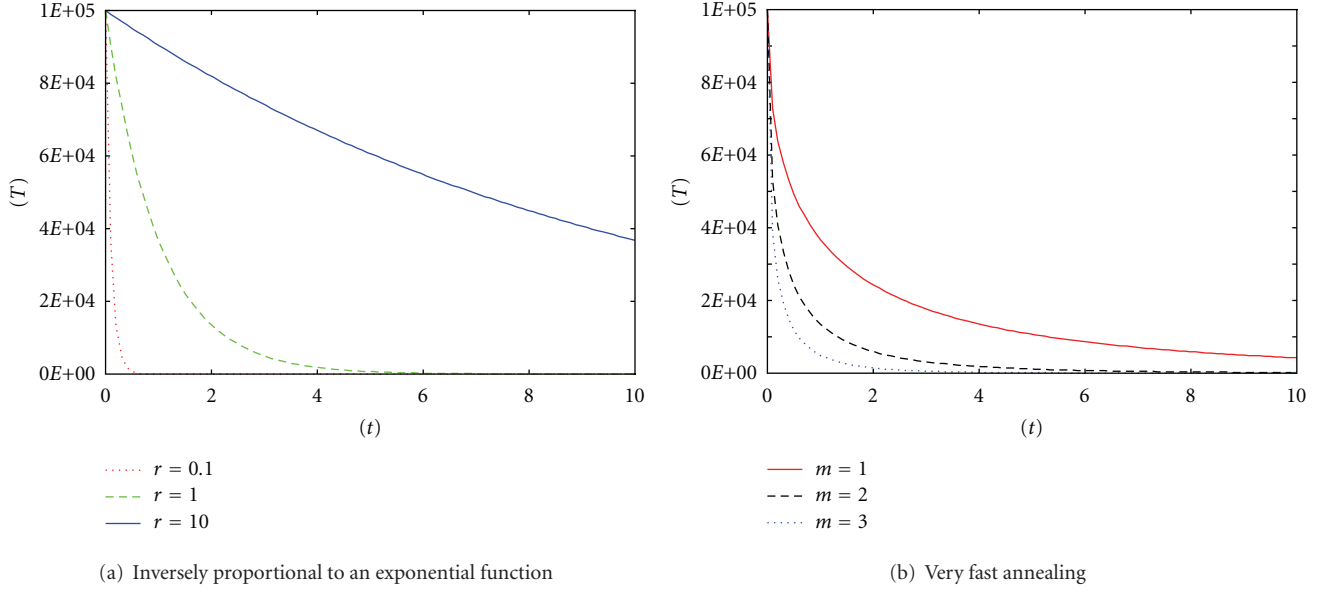 1E+05
8E+04
6E+04
4E+04
2E+04
0E+00
(T)
0 2 4 6 8 10
(t)
r = 0.1
r = 1
r = 10
(a) Inversely proportional to an exponential function
1E+05
8E+04
6E+04
4E+04
2E+04
0E+00
(T)
0 2 4 6 8 10
(t)
m = 1
m = 2
m = 3
(b) Very fast annealing